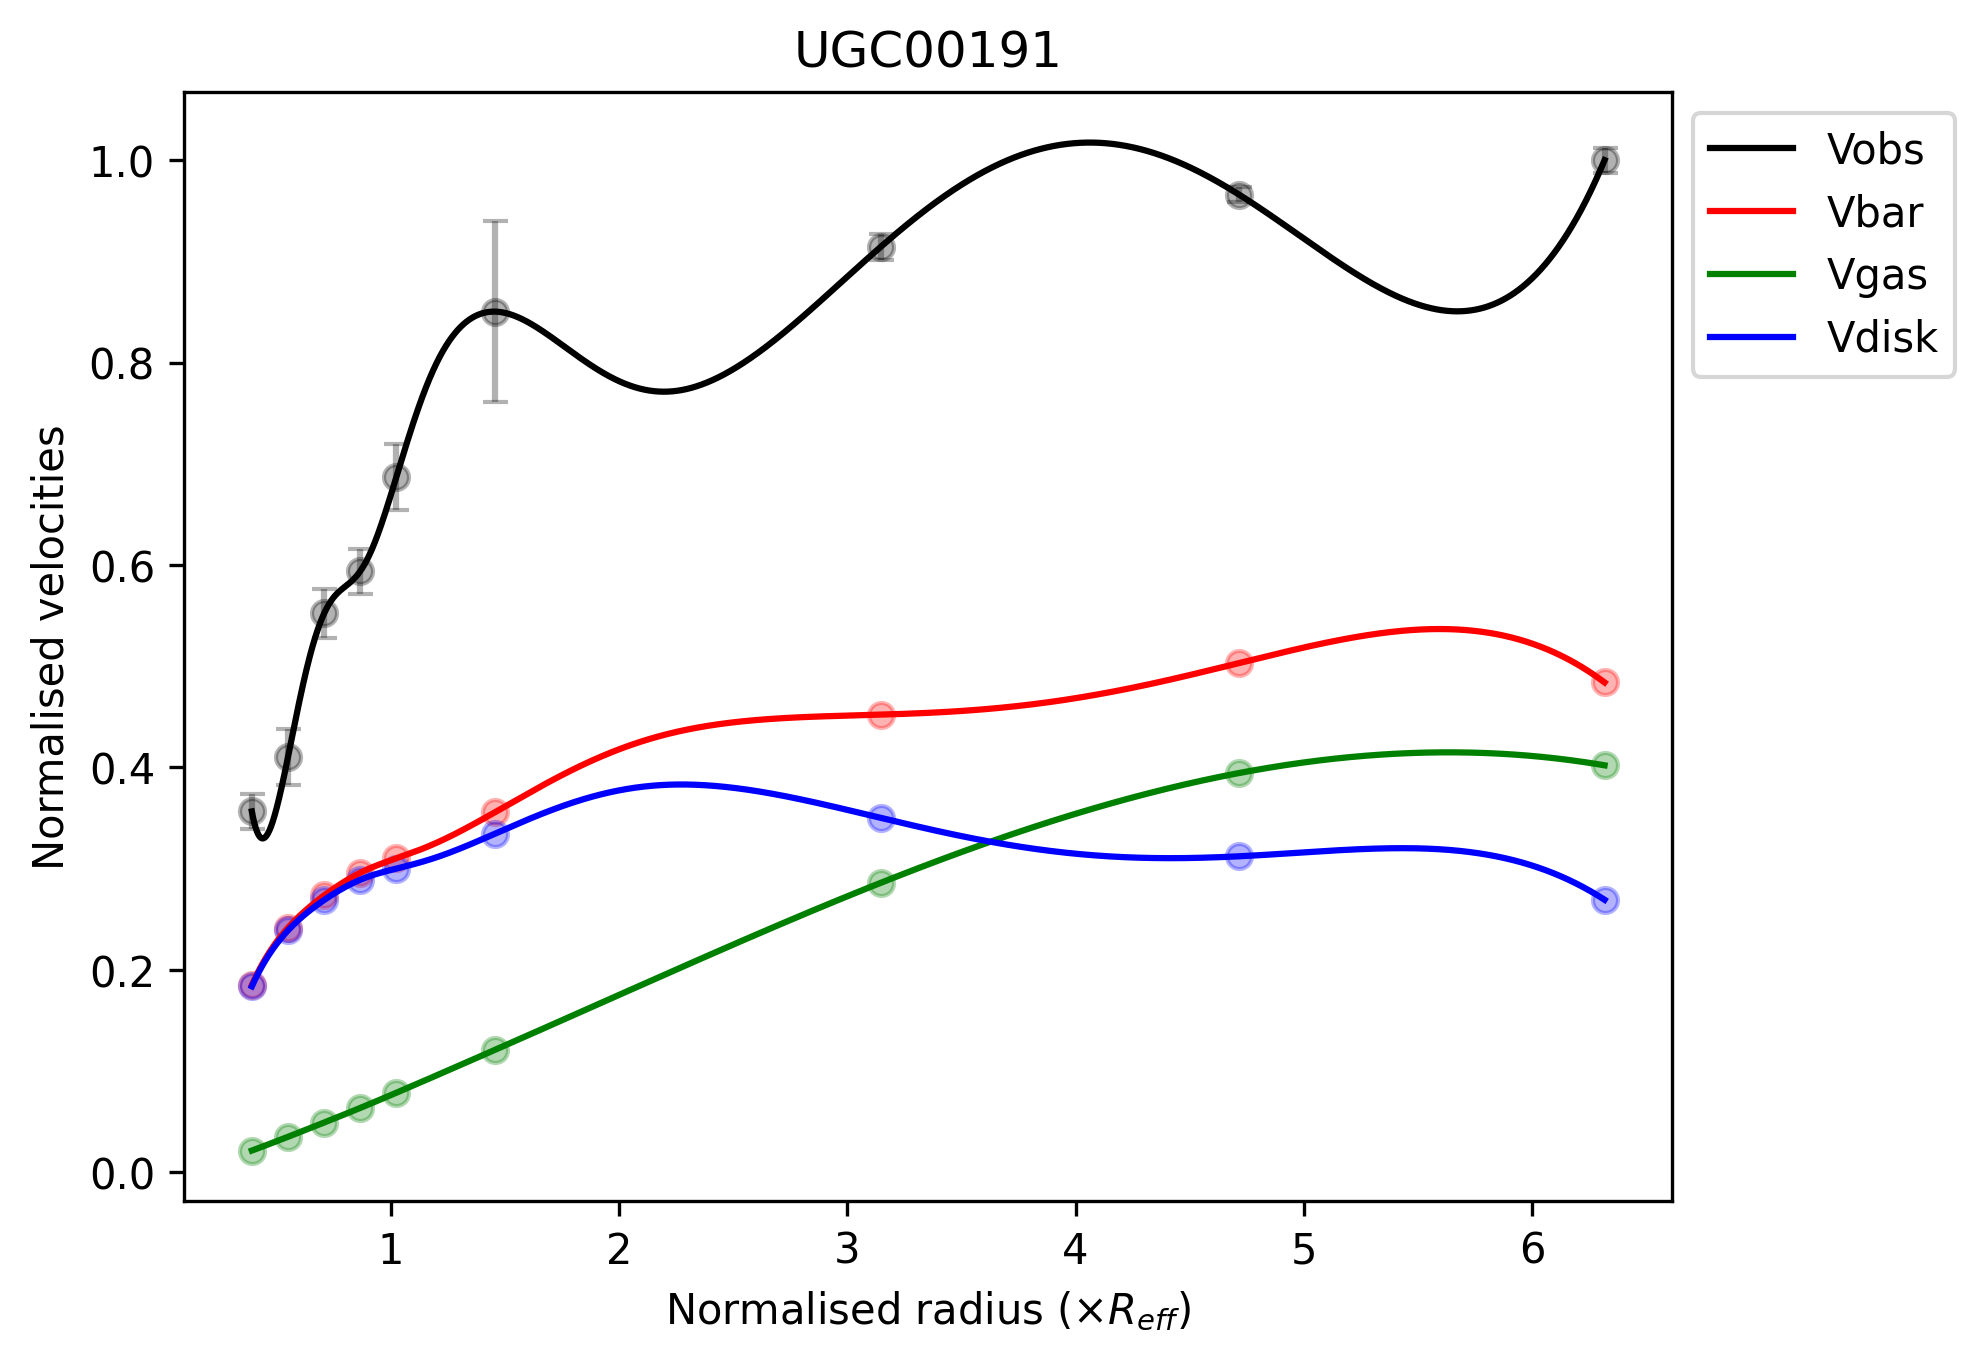 UGC00191
1.0
0.8
0.6
0.4
0.2
0.0
Normalised velocities
1 2 3 4 5 6
Normalised radius (×R_eff)
Vobs
Vbar
Vgas
Vdisk